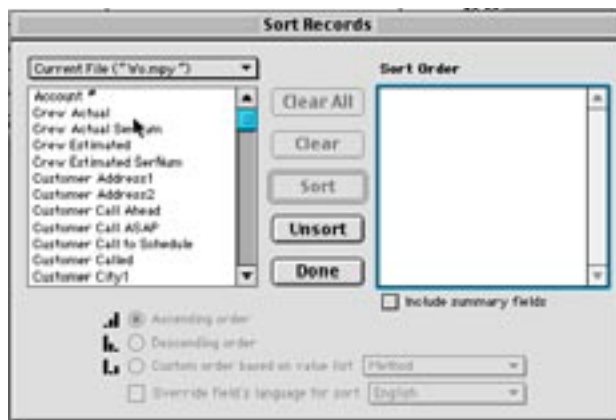 Sort Records
Current File ("Wo.mpy")
Sort Order
Account #
Crew Actual
Crew Actual SerNum
Crew Estimated
Crew Estimated SerNum
Customer Address1
Customer Address2
Customer Call Ahead
Customer Call ASAP
Customer Call to Schedule
Customer Called
Customer City1
Clear All
Clear
Sort
Unsort
Done
Include summary fields
Ascending order
Descending order
Custom order based on value list
Method
Override field's language for sort
English